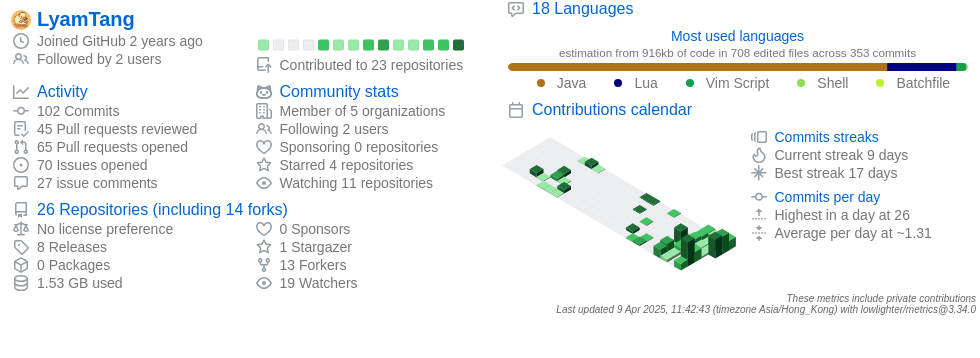 LyamTang
Joined GitHub 2 years ago
Followed by 2 users
Contributed to 23 repositories
Activity
102 Commits
45 Pull requests reviewed
65 Pull requests opened
70 Issues opened
27 issue comments
Community stats
Member of 5 organizations
Following 2 users
Sponsoring 0 repositories
Starred 4 repositories
Watching 11 repositories
26 Repositories (including 14 forks)
No license preference
8 Releases
0 Packages
1.53 GB used
0 Sponsors
1 Stargazer
13 Forkers
19 Watchers
18 Languages
Most used languages
estimation from 916kb of code in 708 edited files across 353 commits
Java Lua Vim Script Shell Batchfile
Contributions calendar
Commits streaks
Current streak 9 days
Best streak 17 days
Commits per day
Highest in a day at 26
Average per day at ~1.31
These metrics include private contributions
Last updated 9 Apr 2025, 11:42:43 (timezone Asia/Hong_Kong) with lowlighter/metrics@3.34.0